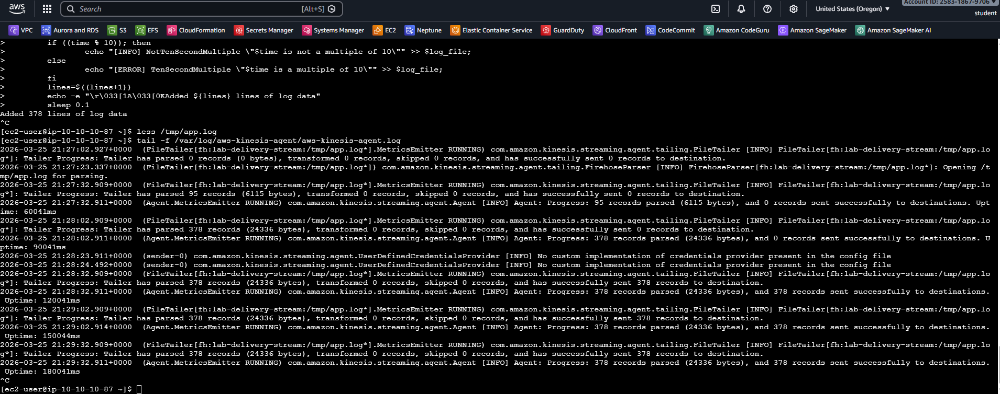 aws
Search
[Alt+S]
United States (Oregon)
Account ID: 2583-1867-9706
student
VPC
Aurora and RDS
S3
EFS
CloudFormation
Secrets Manager
Systems Manager
EC2
Neptune
Elastic Container Service
GuardDuty
CloudFront
CodeCommit
Amazon CodeGuru
Amazon SageMaker
Amazon SageMaker AI
>         if ((time % 10)); then
>                 echo "[INFO] NotTenSecondMultiple \"$time is not a multiple of 10\"" >> $log_file;
>         else
>                 echo "[ERROR] TenSecondMultiple \"$time is a multiple of 10\"" >> $log_file;
>         fi
>         lines=$((lines+1))
>         echo -e "\r\033[1A\033[0KAdded ${lines} lines of log data"
>         sleep 0.1
Added 378 lines of log data
^C
[ec2-user@ip-10-10-10-87 ~]$ less /tmp/app.log
[ec2-user@ip-10-10-10-87 ~]$ tail -f /var/log/aws-kinesis-agent/aws-kinesis-agent.log
2026-03-25 21:27:02.927+0000  (FileTailer[fh:lab-delivery-stream:/tmp/app.log*].MetricsEmitter RUNNING) com.amazon.kinesis.streaming.agent.tailing.FileTailer [INFO] FileTailer[fh:lab-delivery-stream:/tmp/app.lo
g*]: Tailer Progress: Tailer has parsed 0 records (0 bytes), transformed 0 records, skipped 0 records, and has successfully sent 0 records to destination.
2026-03-25 21:27:23.337+0000  (FileTailer[fh:lab-delivery-stream:/tmp/app.log*]) com.amazon.kinesis.streaming.agent.tailing.FirehoseParser [INFO] FirehoseParser[fh:lab-delivery-stream:/tmp/app.log*]: Opening /t
mp/app.log for parsing.
2026-03-25 21:27:32.909+0000  (FileTailer[fh:lab-delivery-stream:/tmp/app.log*].MetricsEmitter RUNNING) com.amazon.kinesis.streaming.agent.tailing.FileTailer [INFO] FileTailer[fh:lab-delivery-stream:/tmp/app.lo
g*]: Tailer Progress: Tailer has parsed 95 records (6115 bytes), transformed 0 records, skipped 0 records, and has successfully sent 0 records to destination.
2026-03-25 21:27:32.911+0000  (Agent.MetricsEmitter RUNNING) com.amazon.kinesis.streaming.agent.Agent [INFO] Agent: Progress: 95 records parsed (6115 bytes), and 0 records sent successfully to destinations. Upt
ime: 60041ms
2026-03-25 21:28:02.909+0000  (FileTailer[fh:lab-delivery-stream:/tmp/app.log*].MetricsEmitter RUNNING) com.amazon.kinesis.streaming.agent.tailing.FileTailer [INFO] FileTailer[fh:lab-delivery-stream:/tmp/app.lo
g*]: Tailer Progress: Tailer has parsed 378 records (24336 bytes), transformed 0 records, skipped 0 records, and has successfully sent 0 records to destination.
2026-03-25 21:28:02.911+0000  (Agent.MetricsEmitter RUNNING) com.amazon.kinesis.streaming.agent.Agent [INFO] Agent: Progress: 378 records parsed (24336 bytes), and 0 records sent successfully to destinations. U
ptime: 90041ms
2026-03-25 21:28:23.911+0000  (sender-0) com.amazon.kinesis.streaming.agent.UserDefinedCredentialsProvider [INFO] No custom implementation of credentials provider present in the config file
2026-03-25 21:28:24.492+0000  (sender-0) com.amazon.kinesis.streaming.agent.UserDefinedCredentialsProvider [INFO] No custom implementation of credentials provider present in the config file
2026-03-25 21:28:32.909+0000  (FileTailer[fh:lab-delivery-stream:/tmp/app.log*].MetricsEmitter RUNNING) com.amazon.kinesis.streaming.agent.tailing.FileTailer [INFO] FileTailer[fh:lab-delivery-stream:/tmp/app.lo
g*]: Tailer Progress: Tailer has parsed 378 records (24336 bytes), transformed 0 records, skipped 0 records, and has successfully sent 378 records to destination.
2026-03-25 21:28:32.911+0000  (Agent.MetricsEmitter RUNNING) com.amazon.kinesis.streaming.agent.Agent [INFO] Agent: Progress: 378 records parsed (24336 bytes), and 378 records sent successfully to destinations.
 Uptime: 120041ms
2026-03-25 21:29:02.909+0000  (FileTailer[fh:lab-delivery-stream:/tmp/app.log*].MetricsEmitter RUNNING) com.amazon.kinesis.streaming.agent.tailing.FileTailer [INFO] FileTailer[fh:lab-delivery-stream:/tmp/app.lo
g*]: Tailer Progress: Tailer has parsed 378 records (24336 bytes), transformed 0 records, skipped 0 records, and has successfully sent 378 records to destination.
2026-03-25 21:29:02.914+0000  (Agent.MetricsEmitter RUNNING) com.amazon.kinesis.streaming.agent.Agent [INFO] Agent: Progress: 378 records parsed (24336 bytes), and 378 records sent successfully to destinations.
 Uptime: 150044ms
2026-03-25 21:29:32.909+0000  (FileTailer[fh:lab-delivery-stream:/tmp/app.log*].MetricsEmitter RUNNING) com.amazon.kinesis.streaming.agent.tailing.FileTailer [INFO] FileTailer[fh:lab-delivery-stream:/tmp/app.lo
g*]: Tailer Progress: Tailer has parsed 378 records (24336 bytes), transformed 0 records, skipped 0 records, and has successfully sent 378 records to destination.
2026-03-25 21:29:32.911+0000  (Agent.MetricsEmitter RUNNING) com.amazon.kinesis.streaming.agent.Agent [INFO] Agent: Progress: 378 records parsed (24336 bytes), and 378 records sent successfully to destinations.
 Uptime: 180041ms
^C
[ec2-user@ip-10-10-10-87 ~]$